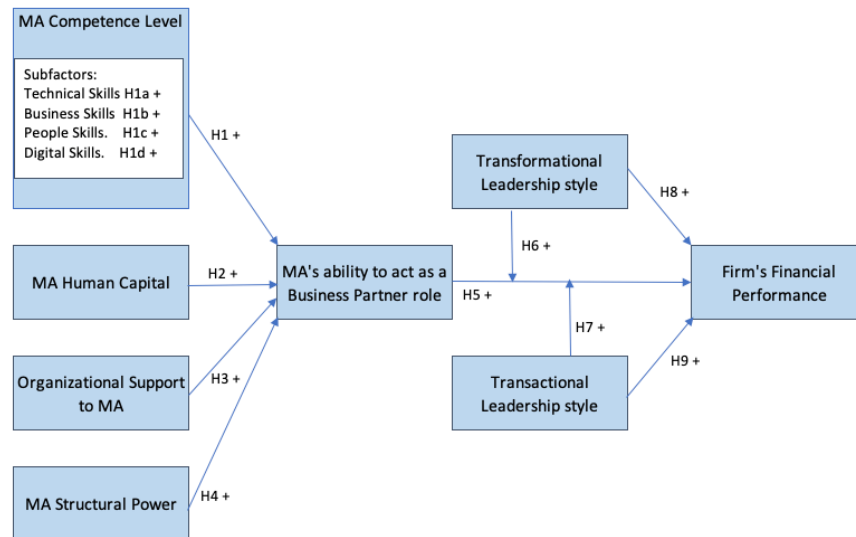 MA Competence Level
Subfactors:
Technical Skills H1a +
Business Skills H1b +
People Skills. H1c +
Digital Skills. H1d +
H1 +
MA Human Capital
H2 +
Organizational Support
to MA
H3 +
MA Structural Power
H4 +
MA's ability to act as a
Business Partner role
H5 +
Transformational
Leadership style
H6 +
H8 +
H7 +
Transactional
Leadership style
H9 +
Firm's Financial
Performance